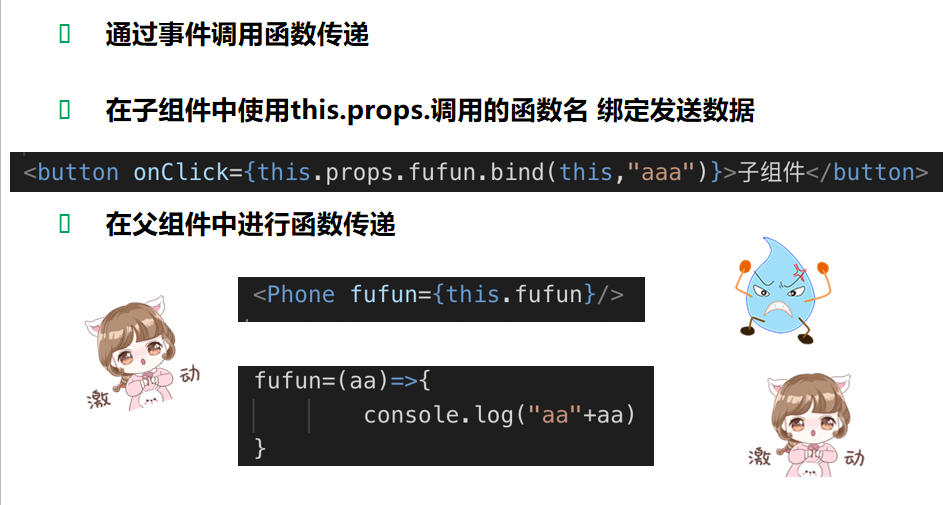 通过事件调用函数传递
在子组件中使用this.props.调用的函数名 绑定发送数据
<button onClick={this.props.fufun.bind(this,"aaa")}>子组件</button>
在父组件中进行函数传递
<Phone fufun={this.fufun}/>
激动
fufun=(aa)=>{
console.log("aa"+aa)
}
激动